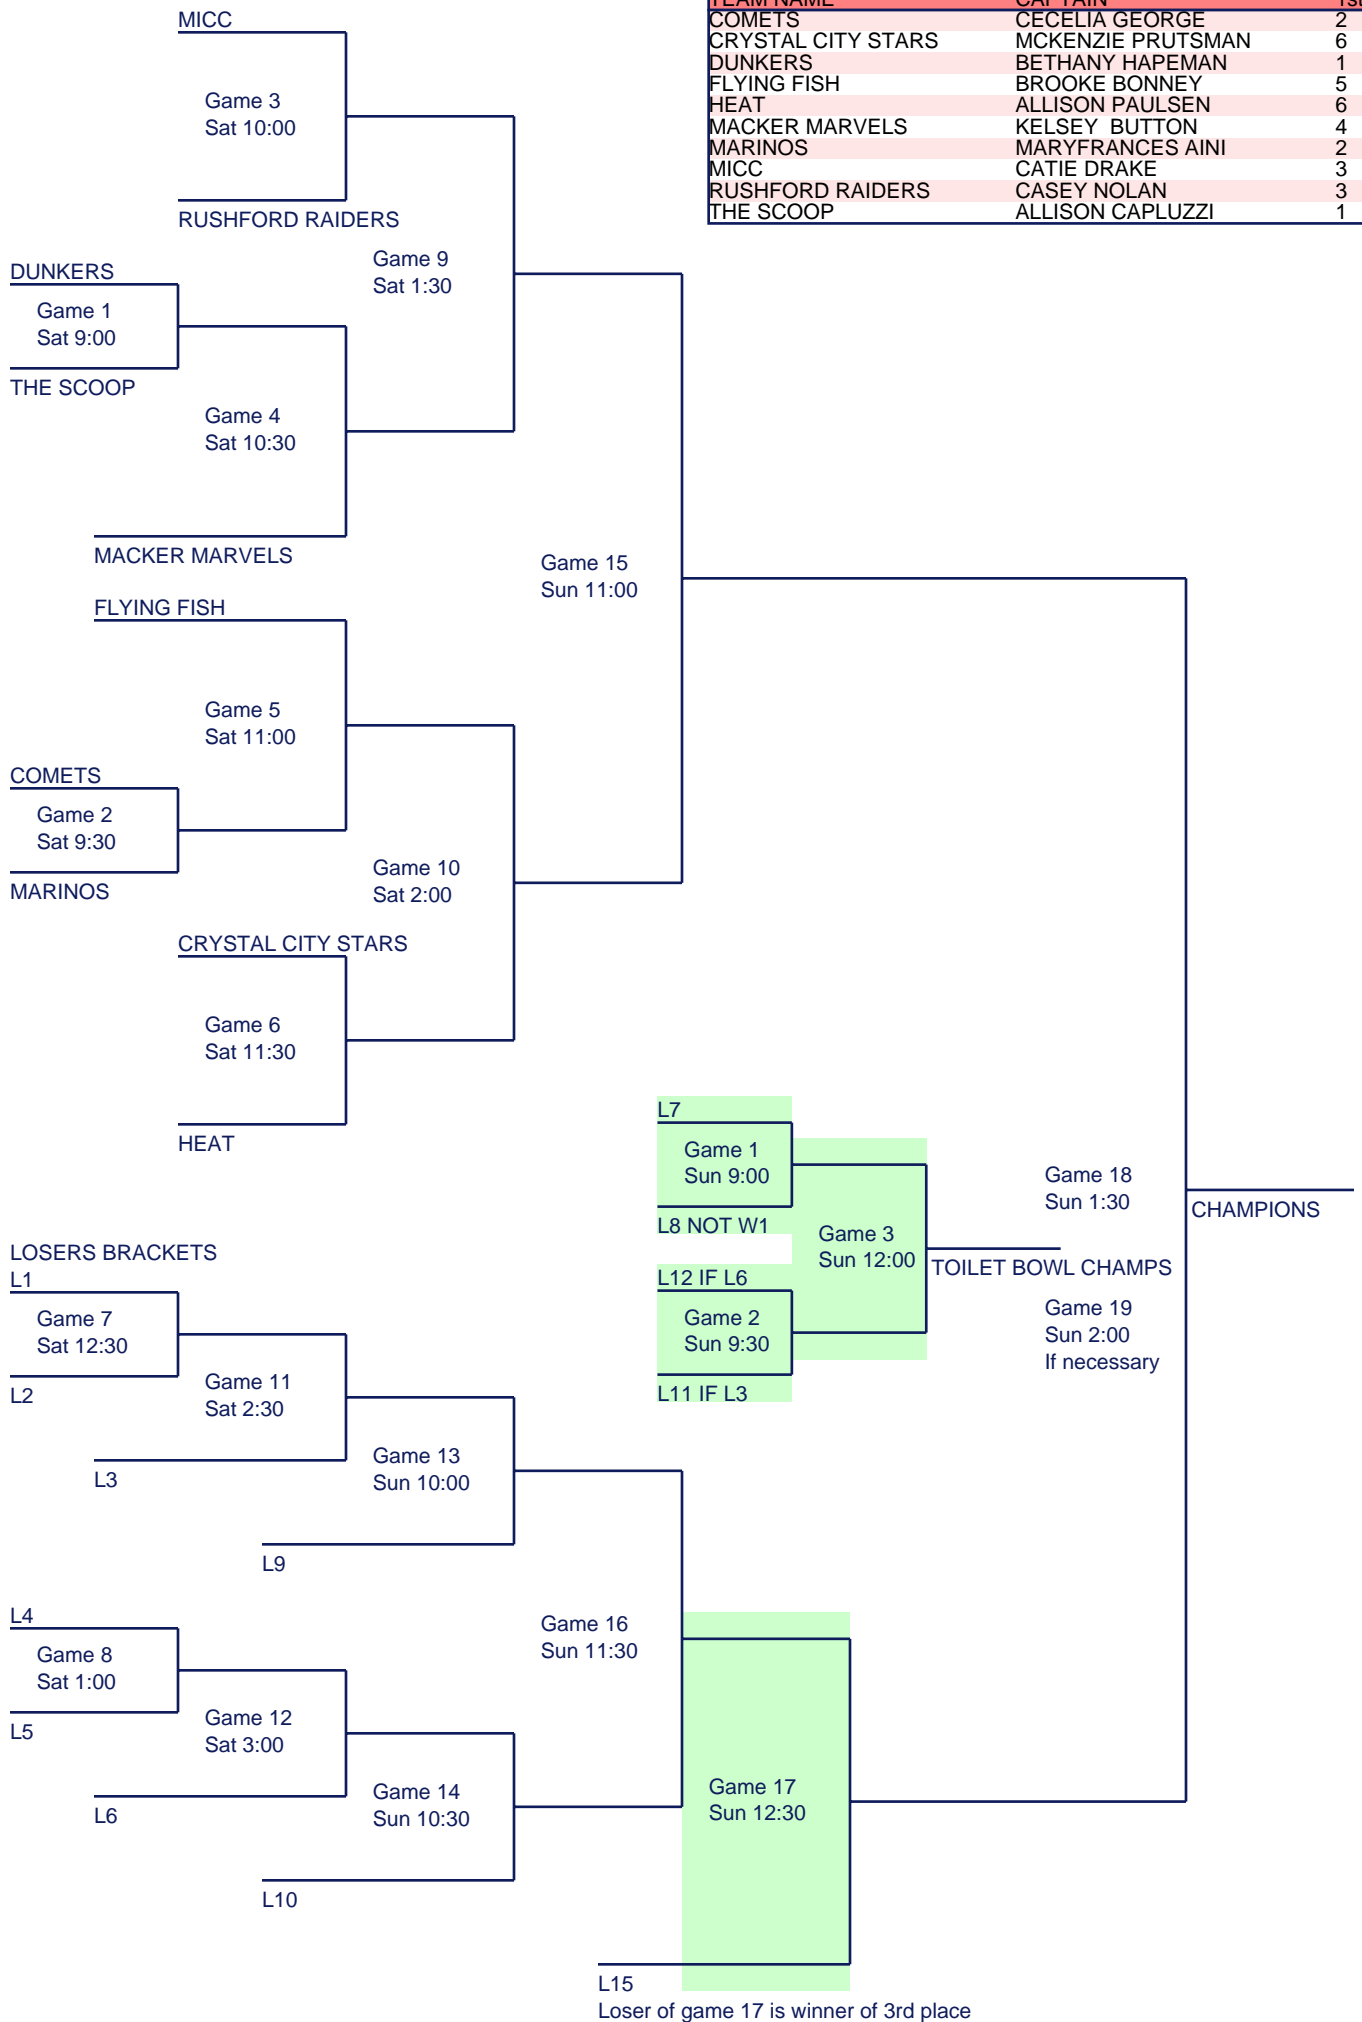 TEAM NAME CAPTAIN 1st
COMETS CECELIA GEORGE 2
CRYSTAL CITY STARS MCKENZIE PRUTSMAN 6
DUNKERS BETHANY HAPEMAN 1
FLYING FISH BROOKE BONNEY 5
HEAT ALLISON PAULSEN 6
MACKER MARVELS KELSEY BUTTON 4
MARINOS MARYFRANCES AINI 2
MICC CATIE DRAKE 3
RUSHFORD RAIDERS CASEY NOLAN 3
THE SCOOP ALLISON CAPLUZZI 1
MICC
Game 3
Sat 10:00
RUSHFORD RAIDERS
Game 9
Sat 1:30
DUNKERS
Game 1
Sat 9:00
THE SCOOP
Game 4
Sat 10:30
MACKER MARVELS
Game 15
Sun 11:00
FLYING FISH
Game 5
Sat 11:00
COMETS
Game 2
Sat 9:30
MARINOS
Game 10
Sat 2:00
CRYSTAL CITY STARS
Game 6
Sat 11:30
HEAT
L7
Game 1
Sun 9:00
L8 NOT W1
Game 3
Sun 12:00
L12 IF L6
Game 2
Sun 9:30
L11 IF L3
TOILET BOWL CHAMPS
Game 18
Sun 1:30
CHAMPIONS
Game 19
Sun 2:00
If necessary
LOSERS BRACKETS
L1
Game 7
Sat 12:30
L2
Game 11
Sat 2:30
L3
Game 13
Sun 10:00
L9
L4
Game 8
Sat 1:00
L5
Game 12
Sat 3:00
L6
Game 14
Sun 10:30
L10
Game 16
Sun 11:30
Game 17
Sun 12:30
L15
Loser of game 17 is winner of 3rd place